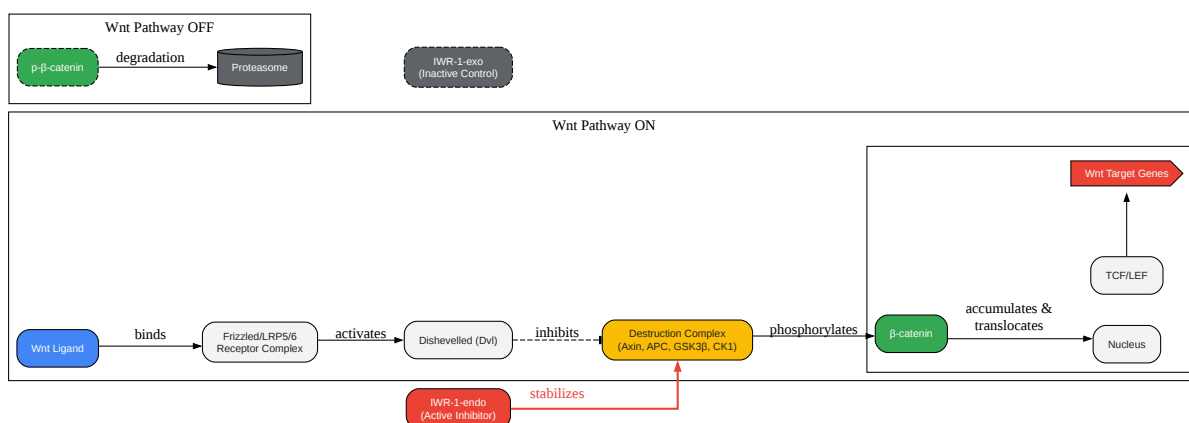 Wnt Pathway OFF
p-β-catenin
degradation
Proteasome
IWR-1-exo
(Inactive Control)
Wnt Pathway ON
Wnt Target Genes
TCF/LEF
Wnt Ligand
binds
Frizzled/LRP5/6
Receptor Complex
activates
Dishevelled (Dvl)
inhibits
Destruction Complex
(Axin, APC, GSK3β, CK1)
phosphorylates
β-catenin
accumulates &
translocates
Nucleus
IWR-1-endo
(Active Inhibitor)
stabilizes